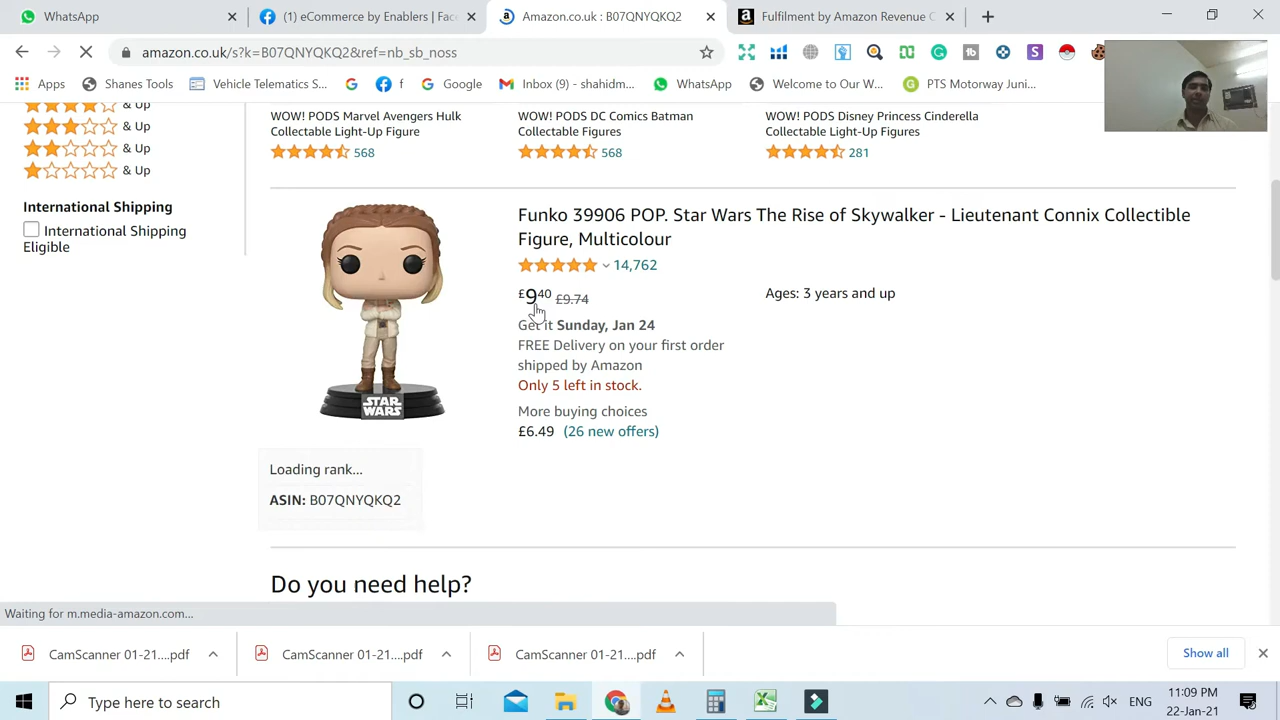 WhatsApp
(1) eCommerce by Enablers | Fac
Amazon.co.uk : B07QNYQKQ2
Fulfilment by Amazon Revenue C
amazon.co.uk/s?k=B07QNYQKQ2&ref=nb_sb_noss
Apps
Shanes Tools
Vehicle Telematics S...
f
Google
Inbox (9) - shahidm...
WhatsApp
Welcome to Our W...
PTS Motorway Juni...
& Up
& Up
& Up
& Up
International Shipping
International Shipping
Eligible
WOW! PODS Marvel Avengers Hulk
Collectable Light-Up Figure
568
WOW! PODS DC Comics Batman
Collectable Figures
568
WOW! PODS Disney Princess Cinderella
Collectable Light-Up Figures
281
STAR
WARS
Funko 39906 POP. Star Wars The Rise of Skywalker - Lieutenant Connix Collectible
Figure, Multicolour
14,762
£9.40 £9.74
Get it Sunday, Jan 24
FREE Delivery on your first order
shipped by Amazon
Only 5 left in stock.
More buying choices
£6.49 (26 new offers)
Ages: 3 years and up
Loading rank...
ASIN: B07QNYQKQ2
Do you need help?
Waiting for m.media-amazon.com...
CamScanner 01-21....pdf
CamScanner 01-21....pdf
CamScanner 01-21....pdf
Show all
Type here to search
ENG
11:09 PM
22-Jan-21